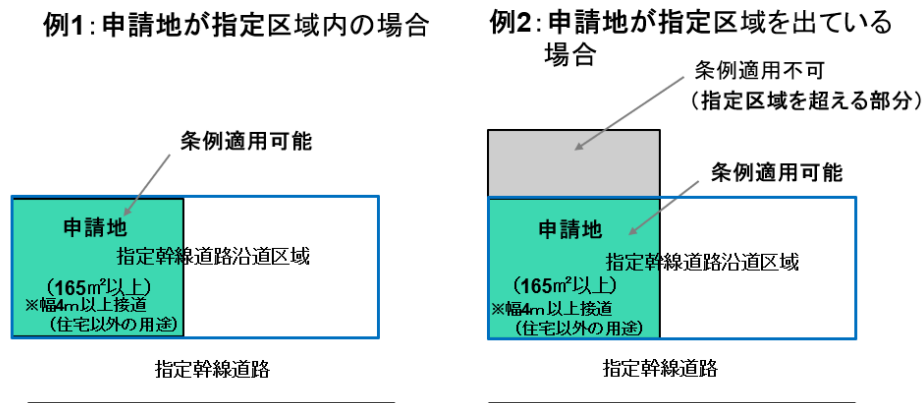 例1：申請地が指定区域内の場合
条例適用可能
申請地
指定幹線道路沿道区域
（165㎡以上）
※幅4ｍ以上接道
（住宅以外の用途）
指定幹線道路
例2：申請地が指定区域を出ている
場合
条例適用不可
（指定区域を超える部分）
条例適用可能
申請地
指定幹線道路沿道区域
（165㎡以上）
※幅4ｍ以上接道
（住宅以外の用途）
指定幹線道路